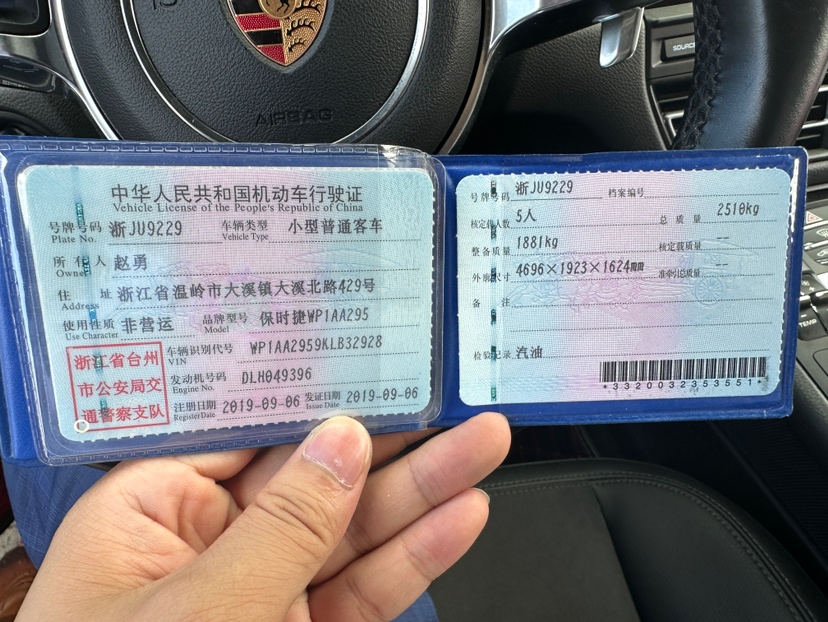 AIRBAG
SOURCE
TEMP
中华人民共和国机动车行驶证
Vehicle License of the People's Republic of China
号牌号码 浙JU9229 车辆类型 小型普通客车
Plate No. Vehicle Type
所有人 赵勇
Owner
住址 浙江省温岭市大溪镇大溪北路429号
Address
使用性质 非营运 品牌型号 保时捷WP1AA295
Use Character Model
浙江省台州
市公安局交
通警察支队
车辆识别代号 WP1AA2959KLB32928
VIN
发动机号码 DLH049396
Engine No.
注册日期 2019-09-06 发证日期 2019-09-06
Register Date Issue Date
号牌号码 浙JU9229 档案编号
核定载人数 5人 总质量 2510kg
整备质量 1881kg 核定载质量 --
外廓尺寸 4696×1923×1624mm 准牵引总质量 --
备注
检验记录 汽油
*3320032353551*